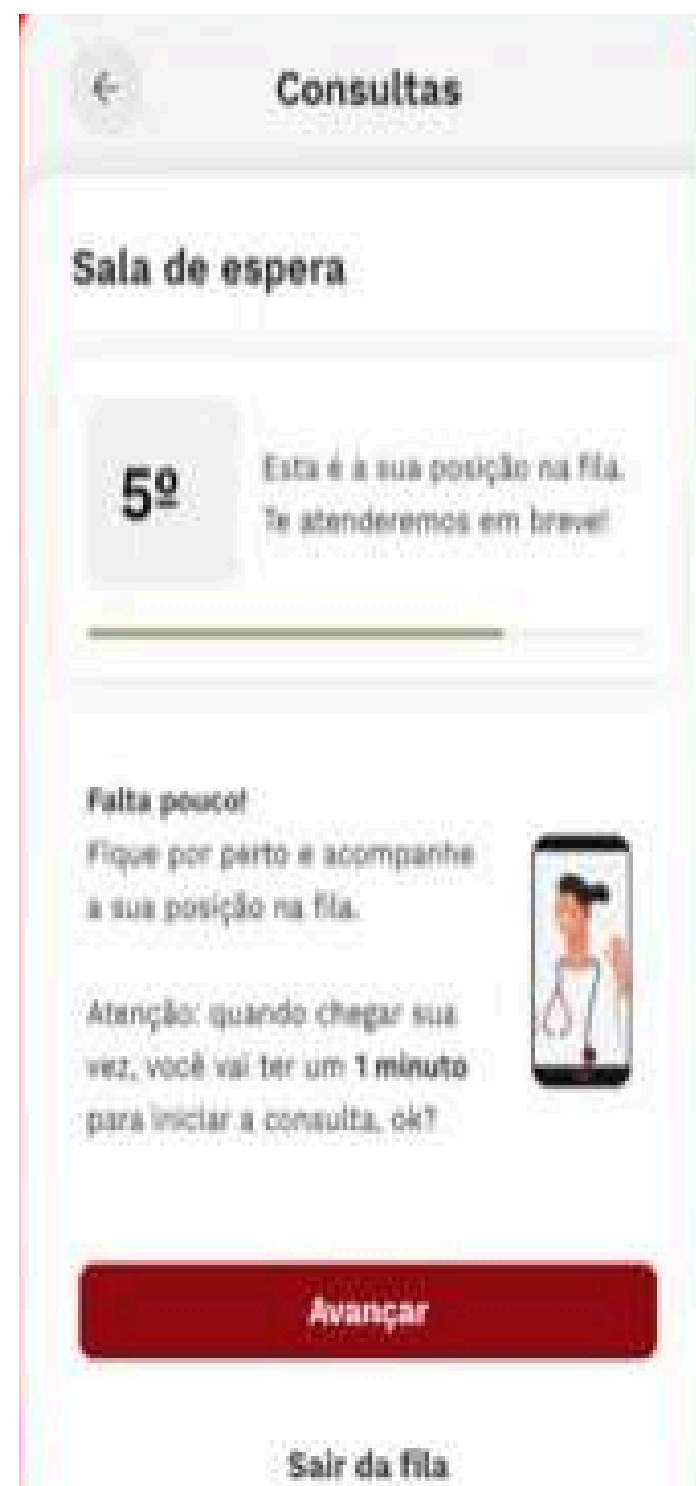 Consultas
Sala de espera
5º
Esta é a sua posição na fila.
Te atenderemos em breve!
Falta pouco!
Fique por perto e acompanhe
a sua posição na fila.
Atenção: quando chegar sua
vez, você vai ter um 1 minuto
para iniciar a consulta, ok?
Avançar
Sair da fila